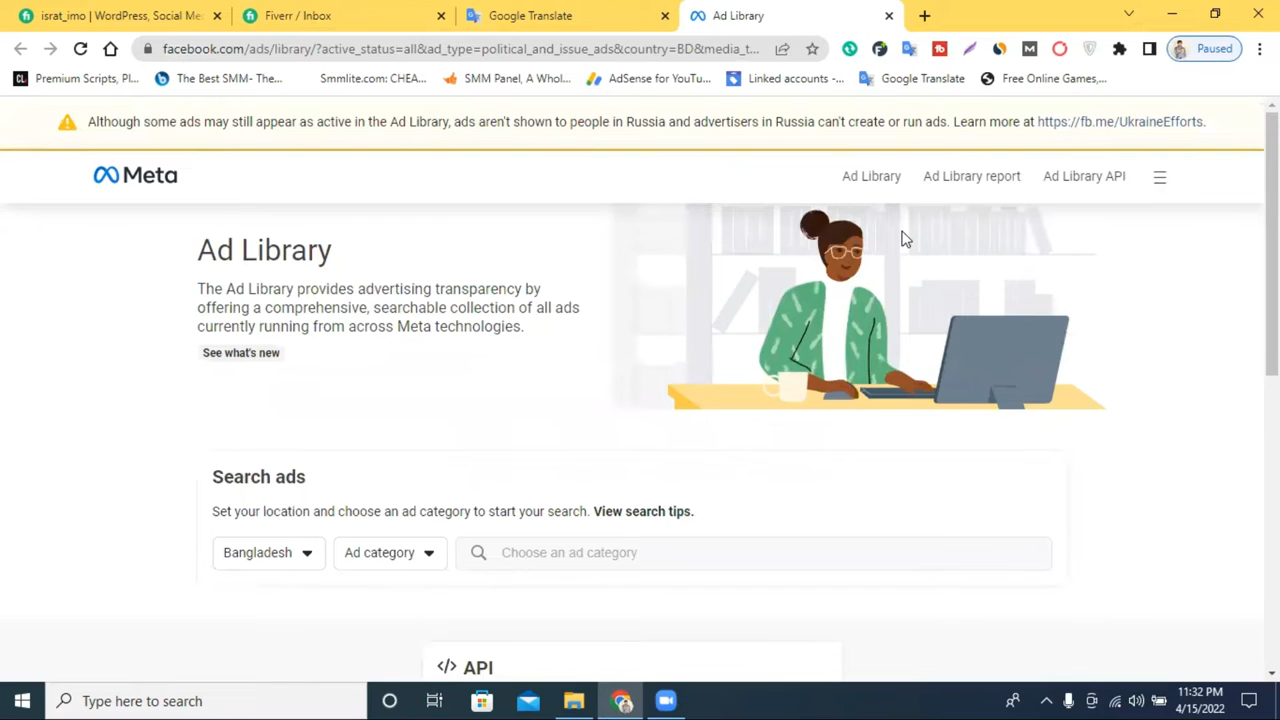 israt_imo | WordPress, Social Me
Fiverr / Inbox
Google Translate
Ad Library
facebook.com/ads/library/?active_status=all&ad_type=political_and_issue_ads&country=BD&media_t...
Paused
Premium Scripts, Pl...
The Best SMM- The...
Smmlite.com: CHEA...
SMM Panel, A Whol...
AdSense for YouTu...
Linked accounts -...
Google Translate
Free Online Games,...
Although some ads may still appear as active in the Ad Library, ads aren't shown to people in Russia and advertisers in Russia can't create or run ads. Learn more at https://fb.me/UkraineEfforts.
Meta
Ad Library
Ad Library report
Ad Library API
Ad Library
The Ad Library provides advertising transparency by
offering a comprehensive, searchable collection of all ads
currently running from across Meta technologies.
See what's new
Search ads
Set your location and choose an ad category to start your search. View search tips.
Bangladesh
Ad category
Choose an ad category
</> API
Type here to search
11:32 PM
4/15/2022